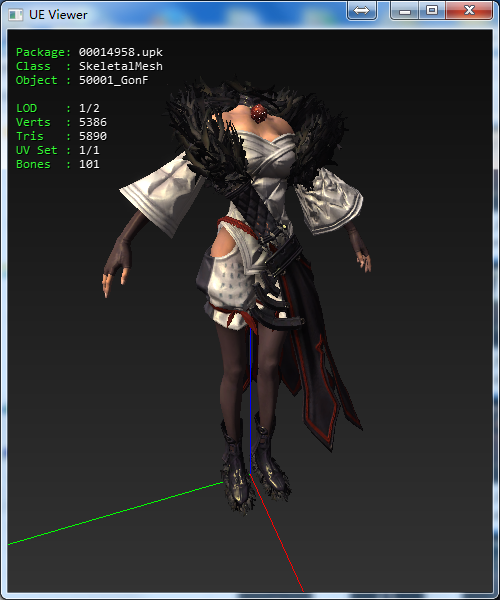 UE Viewer
Package: 00014958.upk
Class : SkeletalMesh
Object : 50001_GonF
LOD : 1/2
Verts : 5386
Tris : 5890
UV Set : 1/1
Bones : 101